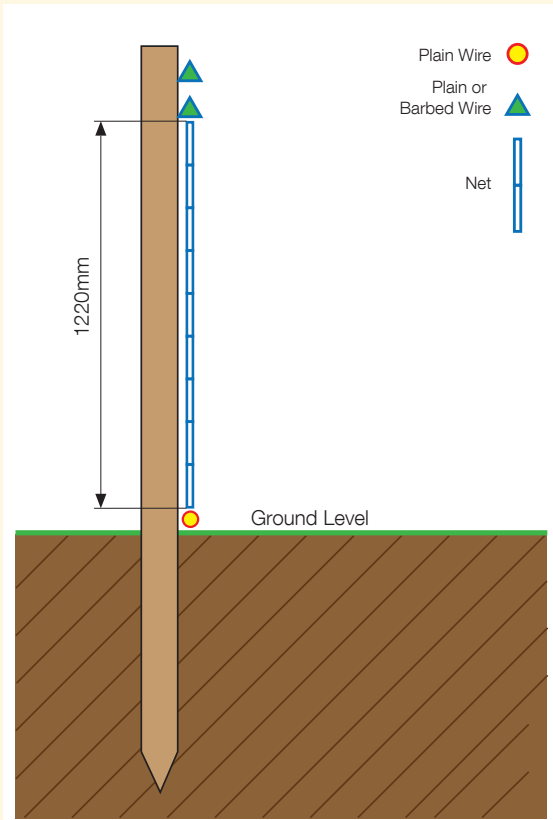 Plain Wire
Plain or
Barbed Wire
Net
1220mm
Ground Level